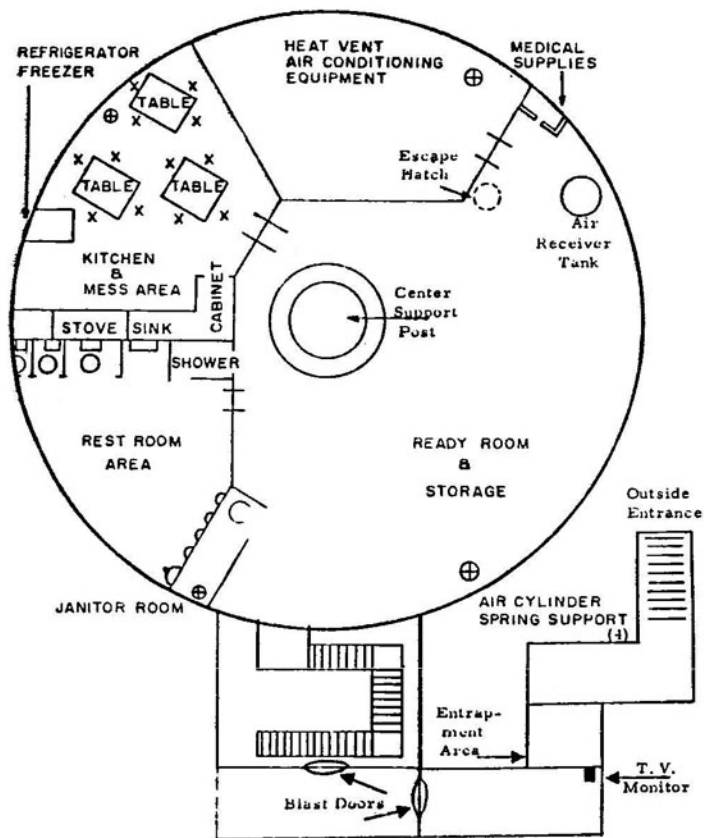 REFRIGERATOR
FREEZER
HEAT VENT
AIR CONDITIONING
EQUIPMENT
MEDICAL
SUPPLIES
TABLE
TABLE
TABLE
Escape
Hatch
Air
Receiver
Tank
KITCHEN
&
MESS AREA
CABINET
Center
Support
Post
STOVE
SINK
SHOWER
REST ROOM
AREA
READY ROOM
&
STORAGE
Outside
Entrance
JANITOR ROOM
AIR CYLINDER
SPRING SUPPORT
(4)
Entrap-
ment
Area
Blast Doors
T. V.
Monitor